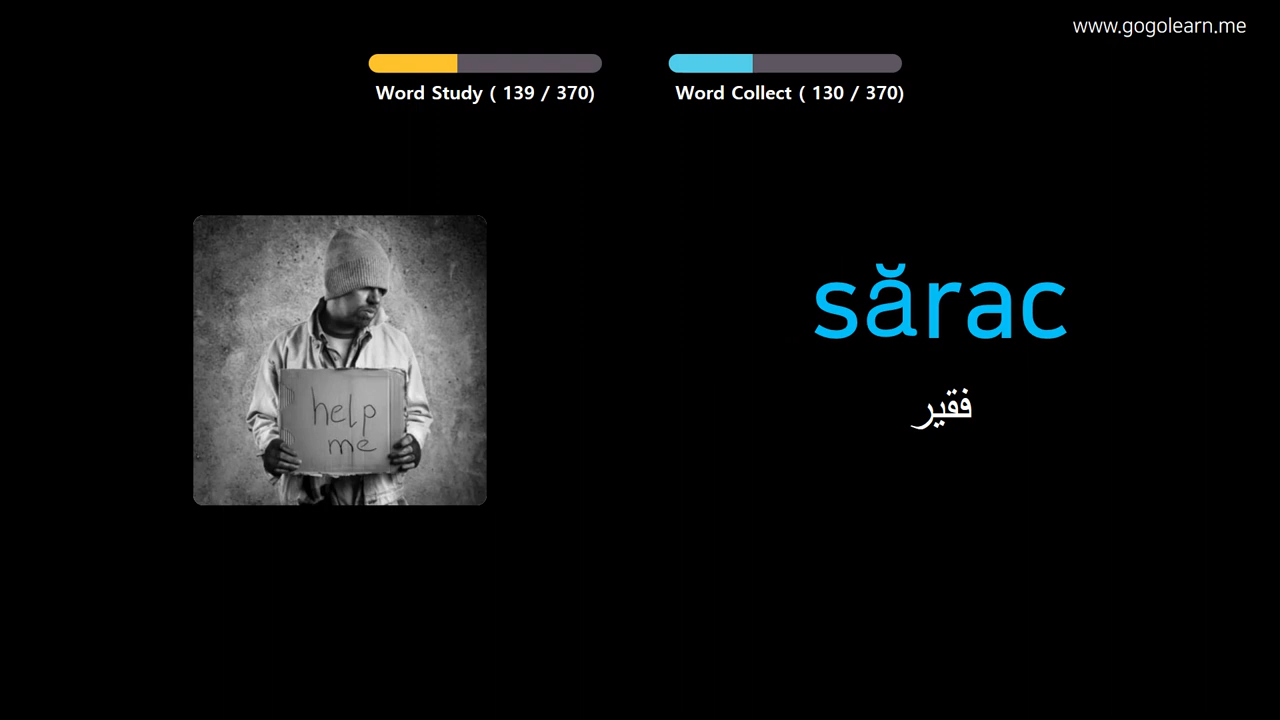 www.gogolearn.me
Word Study ( 139 / 370)
Word Collect ( 130 / 370)
help
me
sărac
فقير